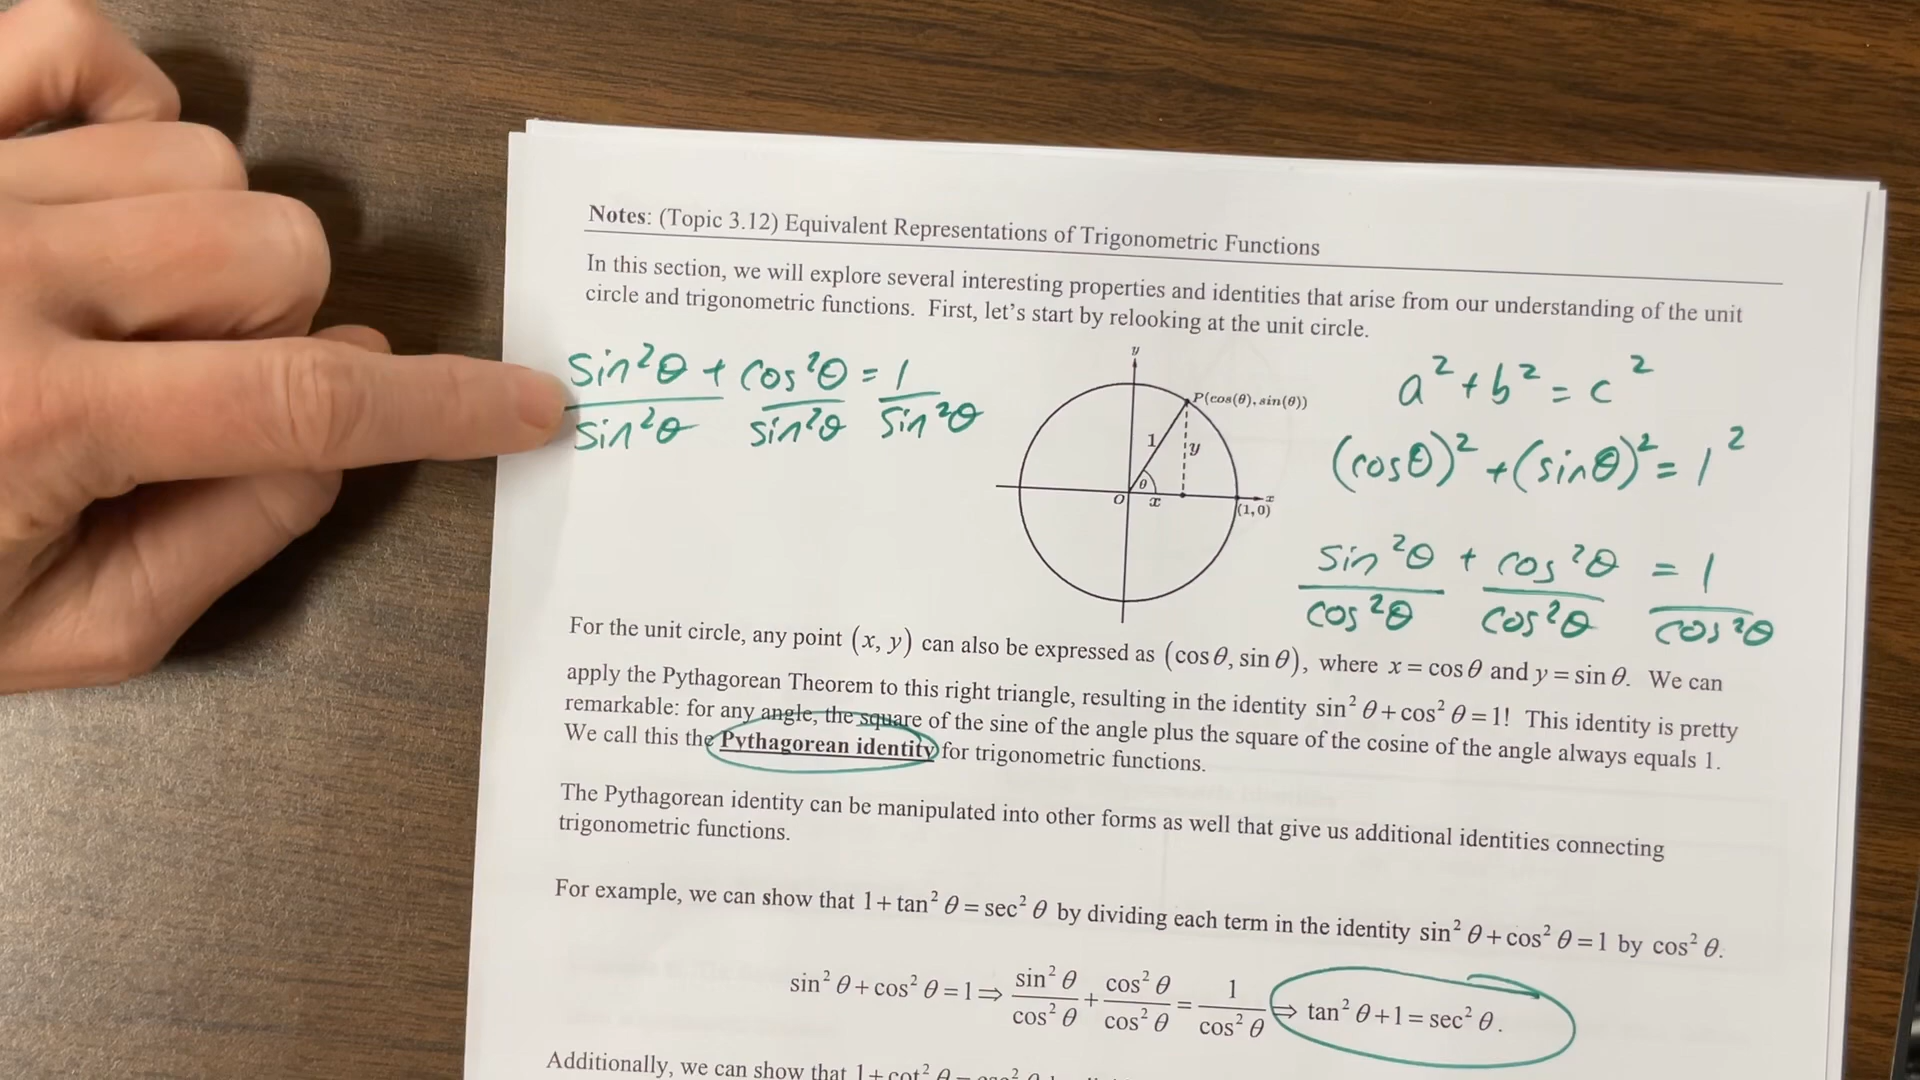 Notes: (Topic 3.12) Equivalent Representations of Trigonometric Functions
In this section, we will explore several interesting properties and identities that arise from our understanding of the unit
circle and trigonometric functions. First, let's start by relooking at the unit circle.
sin²θ + cos²θ = 1
sin²θ sin²θ sin²θ
y
P(cos(θ), sin(θ))
1
y
θ
O
x
x
(1,0)
a² + b² = c²
(cosθ)² + (sinθ)² = 1²
sin²θ + cos²θ = 1
cos²θ cos²θ cos²θ
For the unit circle, any point (x, y) can also be expressed as (cos θ, sin θ), where x = cos θ and y = sin θ. We can
apply the Pythagorean Theorem to this right triangle, resulting in the identity sin² θ + cos² θ = 1! This identity is pretty
remarkable: for any angle, the square of the sine of the angle plus the square of the cosine of the angle always equals 1.
We call this the Pythagorean identity for trigonometric functions.
The Pythagorean identity can be manipulated into other forms as well that give us additional identities connecting
trigonometric functions.
For example, we can show that 1 + tan² θ = sec² θ by dividing each term in the identity sin² θ + cos² θ = 1 by cos² θ.
sin² θ + cos² θ = 1 ⇒ sin² θ / cos² θ + cos² θ / cos² θ = 1 / cos² θ ⇒ tan² θ + 1 = sec² θ.
Additionally, we can show that 1 + cot² θ =